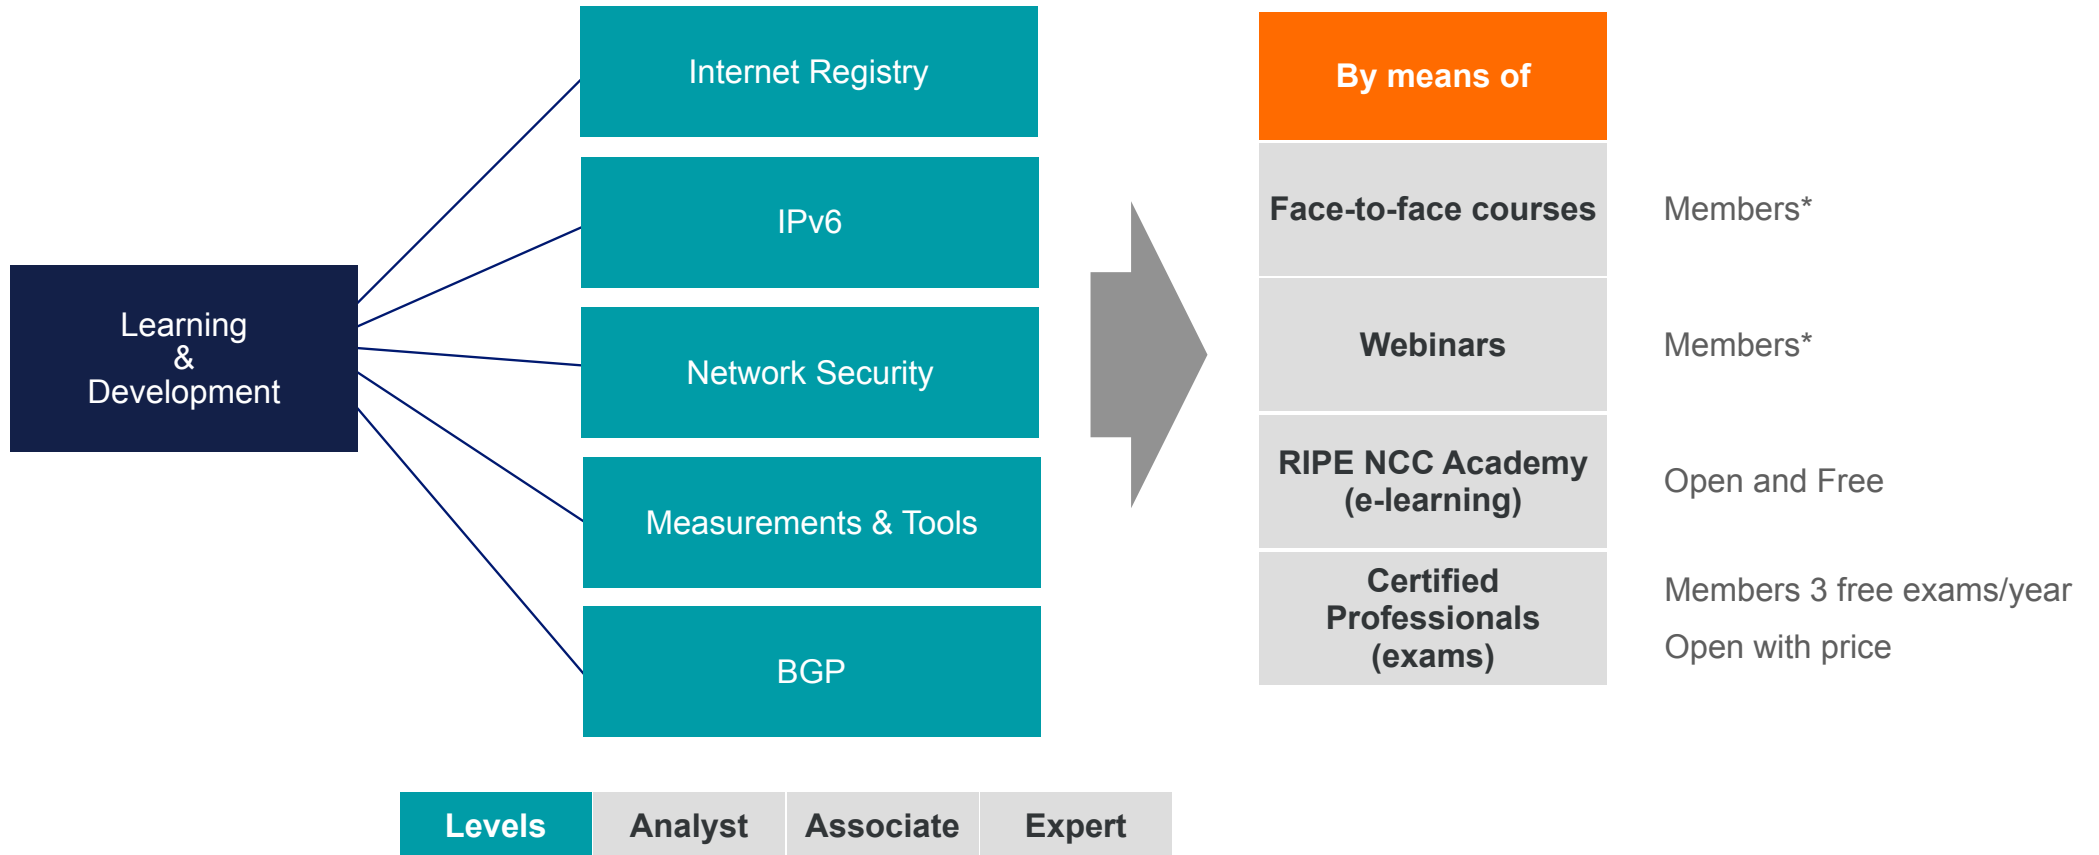 Learning
&
Development
Internet Registry
IPv6
Network Security
Measurements & Tools
BGP
By means of
Face-to-face courses
Members*
Webinars
Members*
RIPE NCC Academy
(e-learning)
Open and Free
Certified
Professionals
(exams)
Members 3 free exams/year
Open with price
Levels
Analyst
Associate
Expert